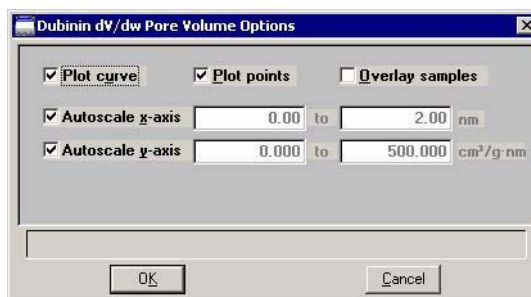 Dubinin dV/dw Pore Volume Options
Plot curve Plot points Overlay samples
Autoscale x-axis 0.00 to 2.00 nm
Autoscale y-axis 0.000 to 500.000 cm³/g·nm
OK Cancel